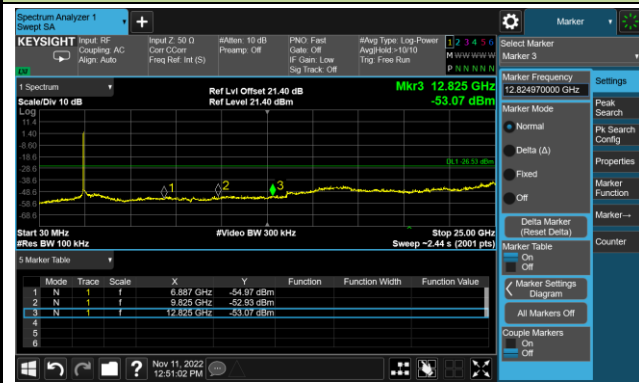 Spectrum Analyzer 1
Swept SA
+
Marker
KEYSIGHT Input: RF Input Z: 50 Ω #Atten: 10 dB PNO: Fast #Avg Type: Log-Power 1 2 3 4 5 6
Coupling: AC Corr CCorr Preamp: Off Gate: Off Avg|Hold:>10/10 M W W W W W
Align: Auto Freq Ref: Int (S) IF Gain: Low Trig: Free Run
Sig Track: Off P N N N N N
LXI
Select Marker
Marker 3
1 Spectrum
Ref Lvl Offset 21.40 dB Mkr3 12.825 GHz
Scale/Div 10 dB Ref Level 21.40 dBm -53.07 dBm
Log
11.4
1.40
-8.60
-18.6
DL1 -26.53 dBm
-28.6
-38.6
-48.6
-58.6
-68.6
1
2
3
Start 30 MHz #Video BW 300 kHz Stop 25.00 GHz
#Res BW 100 kHz Sweep ~2.44 s (2001 pts)
5 Marker Table
Mode Trace Scale X Y Function Function Width Function Value
1 N 1 f 6.887 GHz -54.97 dBm
2 N 1 f 9.825 GHz -52.93 dBm
3 N 1 f 12.825 GHz -53.07 dBm
4
5
6
Marker Frequency
12.824970000 GHz
Marker Mode
Normal
Delta (Δ)
Fixed
Off
Delta Marker
(Reset Delta)
Marker Table
On
Off
Marker Settings
Diagram
All Markers Off
Couple Markers
On
Off
Settings
Peak
Search
Pk Search
Config
Properties
Marker
Function
Marker→
Counter
?
Nov 11, 2022
12:51:02 PM